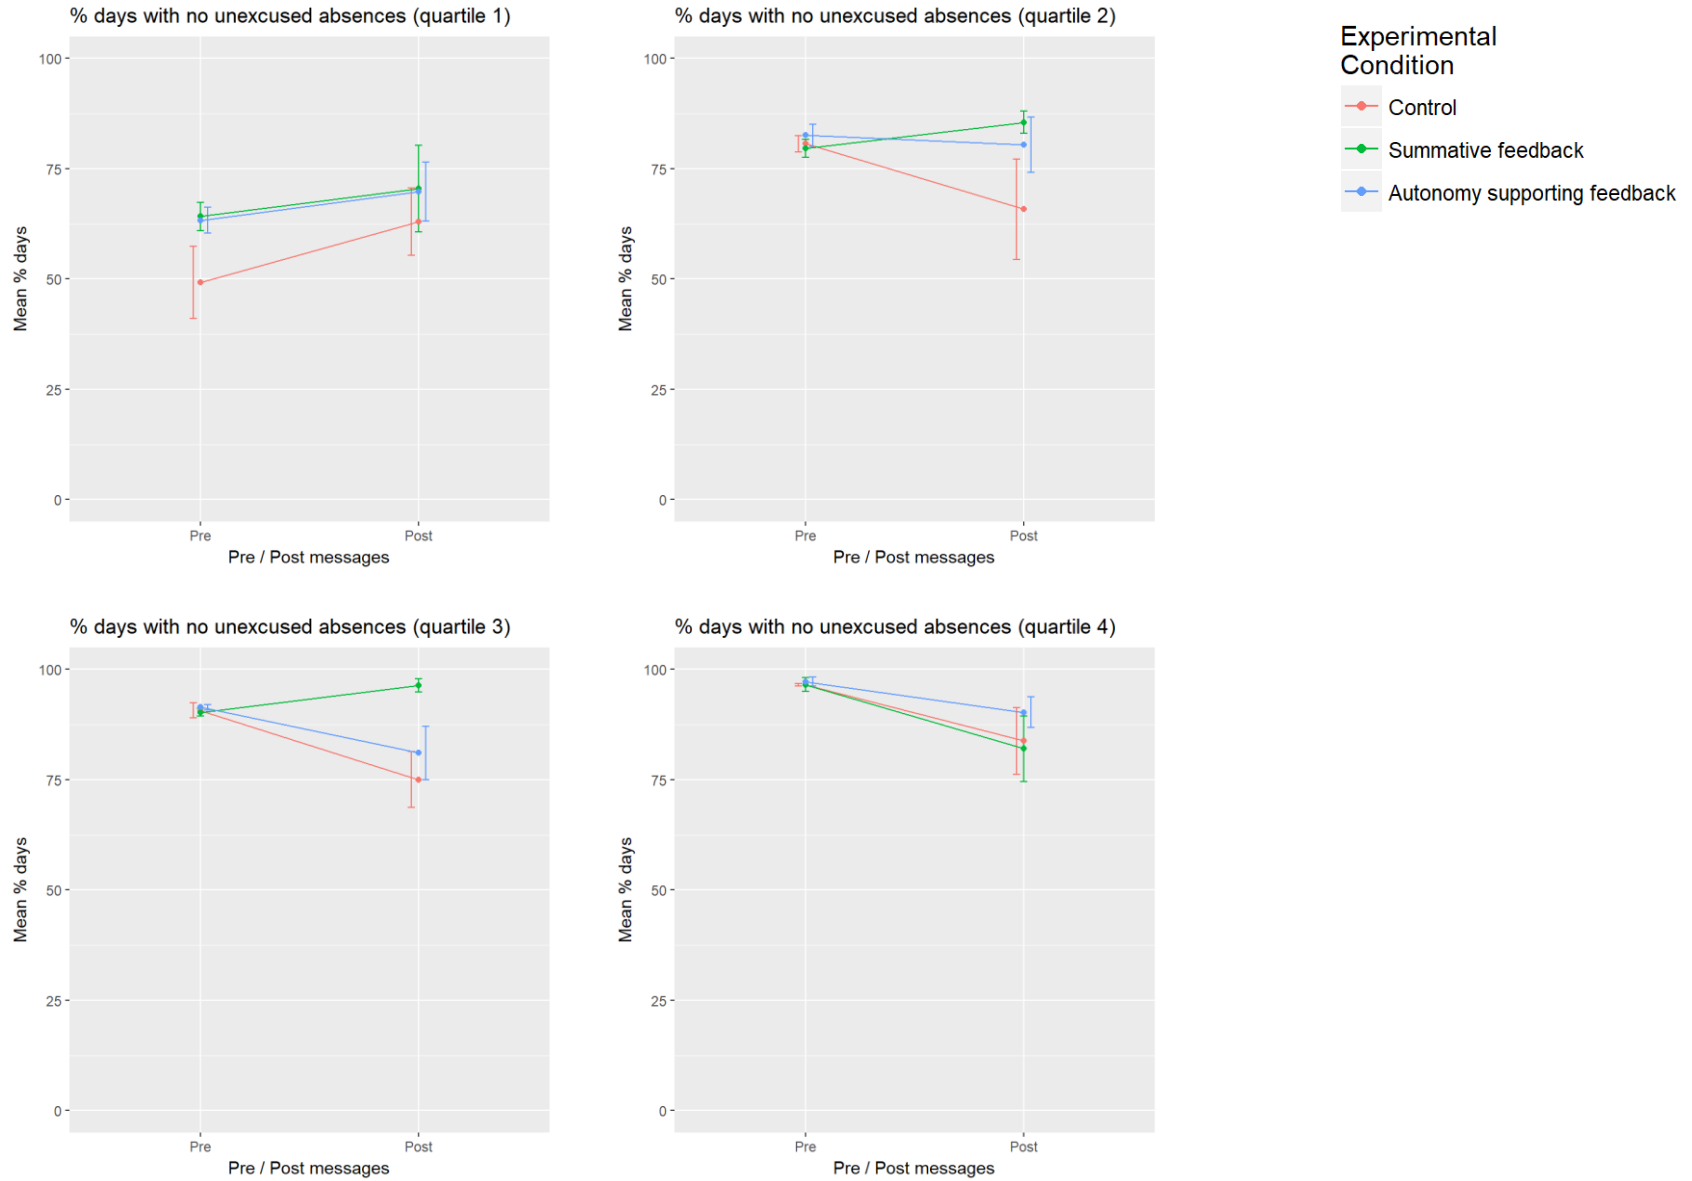 % days with no unexcused absences (quartile 1)
100
75
50
25
0
Mean % days
Pre
Post
Pre / Post messages
% days with no unexcused absences (quartile 2)
100
75
50
25
0
Mean % days
Pre
Post
Pre / Post messages
Experimental
Condition
Control
Summative feedback
Autonomy supporting feedback
% days with no unexcused absences (quartile 3)
100
75
50
25
0
Mean % days
Pre
Post
Pre / Post messages
% days with no unexcused absences (quartile 4)
100
75
50
25
0
Mean % days
Pre
Post
Pre / Post messages